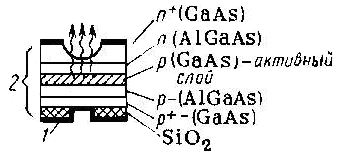 n⁺(GaAs)
n (AlGaAs)
p (GaAs)–активный
слой
p–(AlGaAs)
p⁺–(GaAs)
SiO₂
2
1